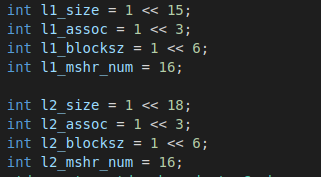 int l1_size = 1 << 15;
int l1_assoc = 1 << 3;
int l1_blocksz = 1 << 6;
int l1_mshr_num = 16;

int l2_size = 1 << 18;
int l2_assoc = 1 << 3;
int l2_blocksz = 1 << 6;
int l2_mshr_num = 16;